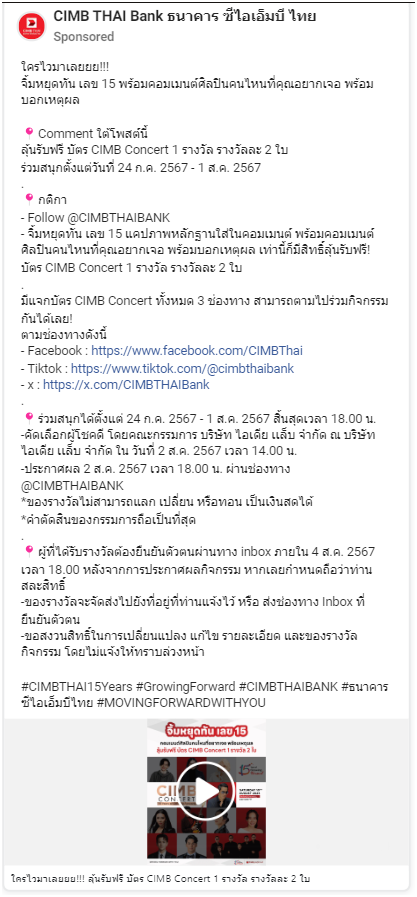 CIMB THAI Bank ธนาคาร ซีไอเอ็มบี ไทย
Sponsored
ใครไวมาเลยยย!!!
จิ้มหยุดทัน เลข 15 พร้อมคอมเมนต์ศิลปินคนไหนที่คุณอยากเจอ พร้อม
บอกเหตุผล
📍 Comment ใต้โพสต์นี้
ลุ้นรับฟรี บัตร CIMB Concert 1 รางวัล รางวัลละ 2 ใบ
ร่วมสนุกตั้งแต่วันที่ 24 ก.ค. 2567 - 1 ส.ค. 2567
.
📍 กติกา
- Follow @CIMBTHAIBANK
- จิ้มหยุดทัน เลข 15 แคปภาพหลักฐานใส่ในคอมเมนต์ พร้อมคอมเมนต์
ศิลปินคนไหนที่คุณอยากเจอ พร้อมบอกเหตุผล เท่านี้ก็มีสิทธิ์ลุ้นรับฟรี!
บัตร CIMB Concert 1 รางวัล รางวัลละ 2 ใบ
.
มีแจกบัตร CIMB Concert ทั้งหมด 3 ช่องทาง สามารถตามไปร่วมกิจกรรม
กันได้เลย!
ตามช่องทางดังนี้
- Facebook : https://www.facebook.com/CIMBThai
- Tiktok : https://www.tiktok.com/@cimbthaibank
- x : https://x.com/CIMBTHAIBank
.
📍 ร่วมสนุกได้ตั้งแต่ 24 ก.ค. 2567 - 1 ส.ค. 2567 สิ้นสุดเวลา 18.00 น.
-คัดเลือกผู้โชคดี โดยคณะกรรมการ บริษัท ไอเดีย แล็บ จำกัด ณ บริษัท
ไอเดีย แล็บ จำกัด ใน วันที่ 2 ส.ค. 2567 เวลา 14.00 น.
-ประกาศผล 2 ส.ค. 2567 เวลา 18.00 น. ผ่านช่องทาง
@CIMBTHAIBANK
*ของรางวัลไม่สามารถแลก เปลี่ยน หรือทอน เป็นเงินสดได้
*คำตัดสินของกรรมการถือเป็นที่สุด
.
📍 ผู้ที่ได้รับรางวัลต้องยืนยันตัวตนผ่านทาง inbox ภายใน 4 ส.ค. 2567
เวลา 18.00 หลังจากการประกาศผลกิจกรรม หากเลยกำหนดถือว่าท่าน
สละสิทธิ์
-ของรางวัลจะจัดส่งไปยังที่อยู่ที่ท่านแจ้งไว้ หรือ ส่งช่องทาง Inbox ที่
ยืนยันตัวตน
-ขอสงวนสิทธิ์ในการเปลี่ยนแปลง แก้ไข รายละเอียด และของรางวัล
กิจกรรม โดยไม่แจ้งให้ทราบล่วงหน้า
#CIMBTHAI15Years #GrowingForward #CIMBTHAIBANK #ธนาคาร
ซีไอเอ็มบีไทย #MOVINGFORWARDWITHYOU
จิ้มหยุดทัน เลข 15
คอมเมนต์ศิลปินคนไหนที่อยากเจอ พร้อมเหตุผล
ลุ้นรับฟรี บัตร CIMB Concert 1 รางวัล 2 ใบ
CIMB
ใครไวมาเลยยย!!! ลุ้นรับฟรี บัตร CIMB Concert 1 รางวัล รางวัลละ 2 ใบ